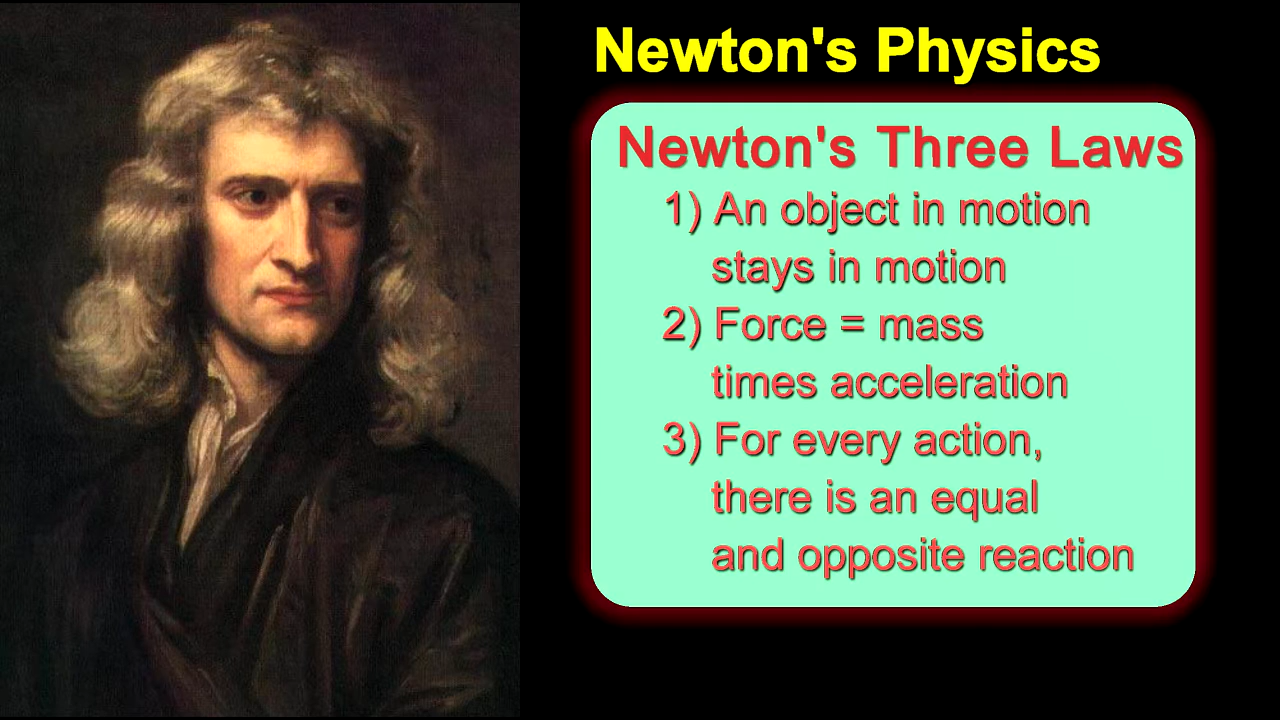 Newton's Physics
Newton's Three Laws
1) An object in motion
stays in motion
2) Force = mass
times acceleration
3) For every action,
there is an equal
and opposite reaction